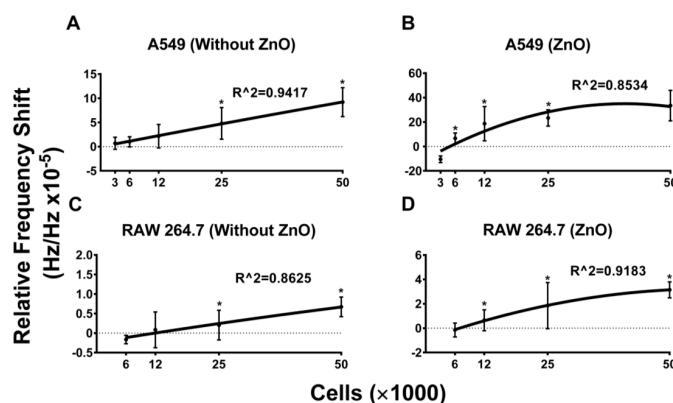 A
A549 (Without ZnO)
R^2=0.9417
15
10
5
0
-5
3 6 12 25 50
* *
B
A549 (ZnO)
R^2=0.8534
60
40
20
0
-20
3 6 12 25 50
* * *
C
RAW 264.7 (Without ZnO)
R^2=0.8625
2.0
1.5
1.0
0.5
0
-0.5
6 12 25 50
* *
D
RAW 264.7 (ZnO)
R^2=0.9183
6
4
2
0
-2
6 12 25 50
* * *
Relative Frequency Shift
(Hz/Hz x10-5)
Cells (×1000)